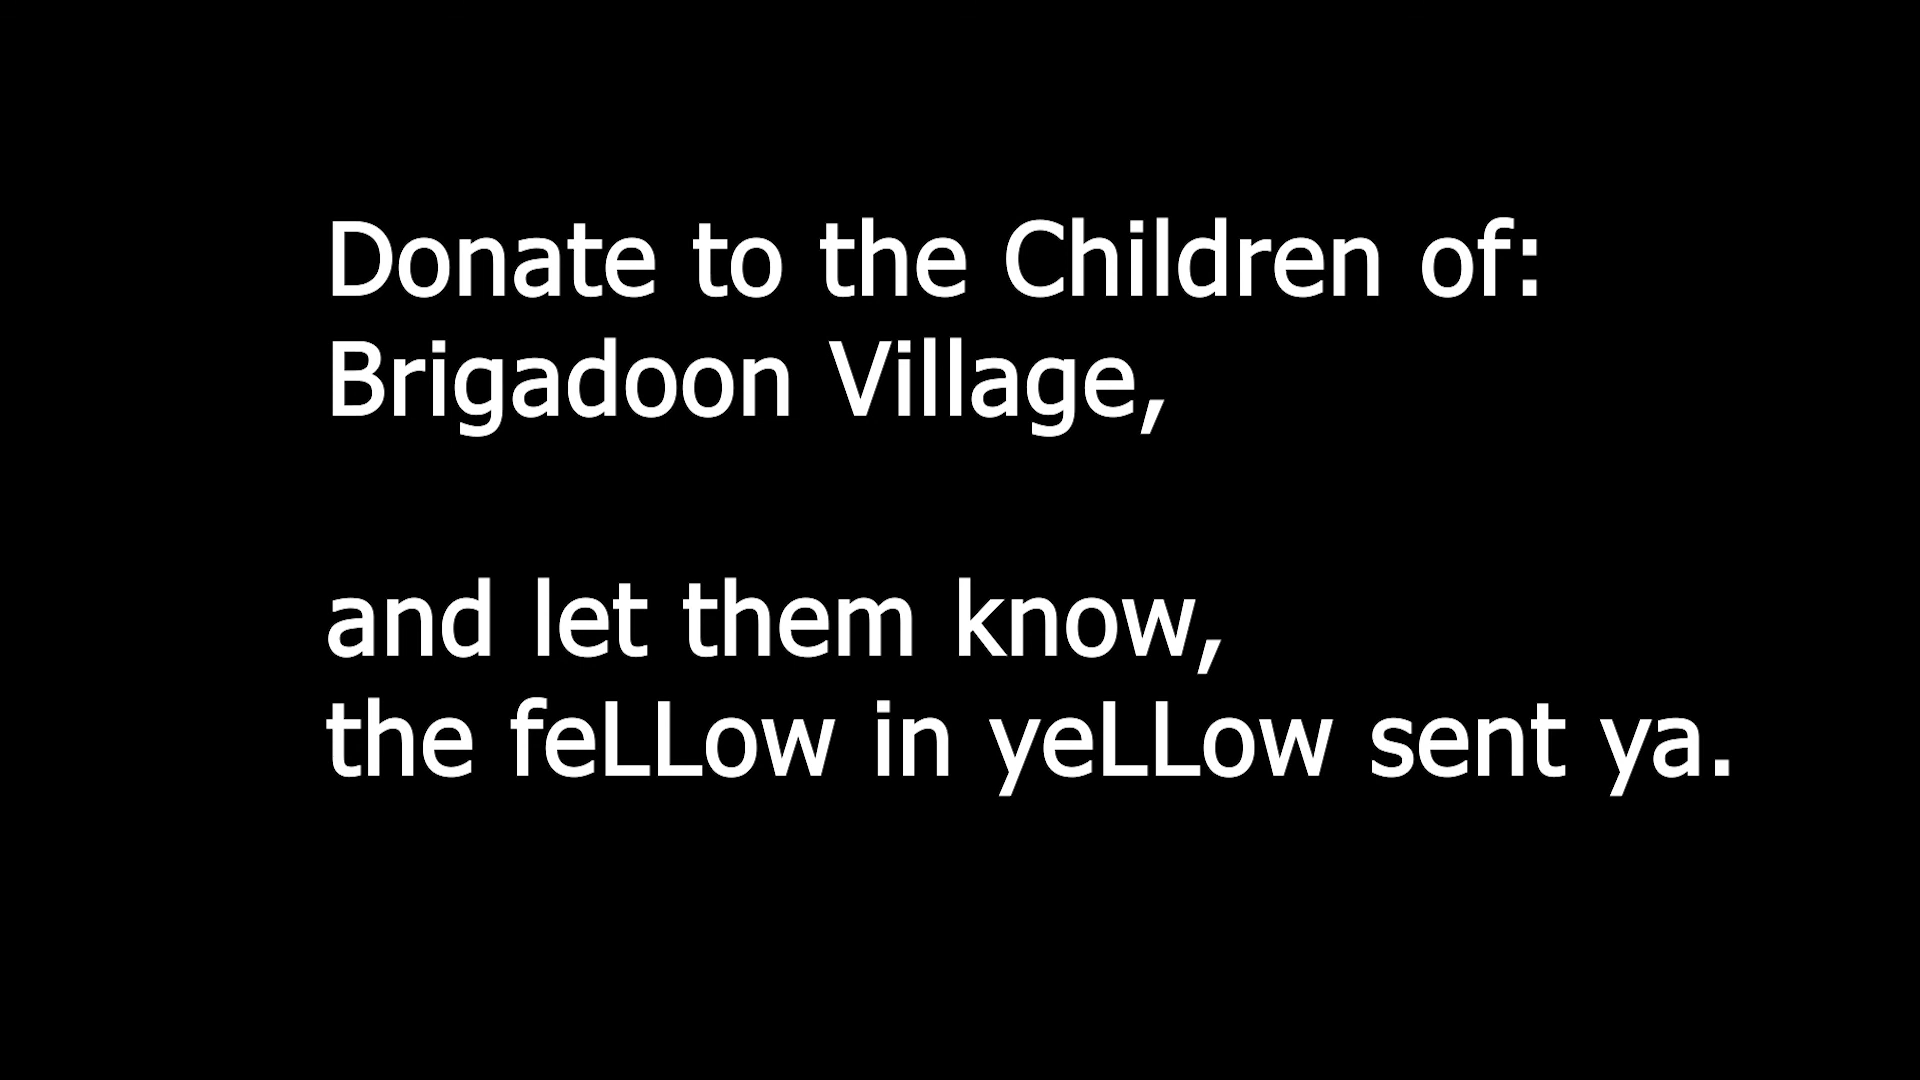 Donate to the Children of:
Brigadoon Village,
and let them know,
the feLLow in yeLLow sent ya.